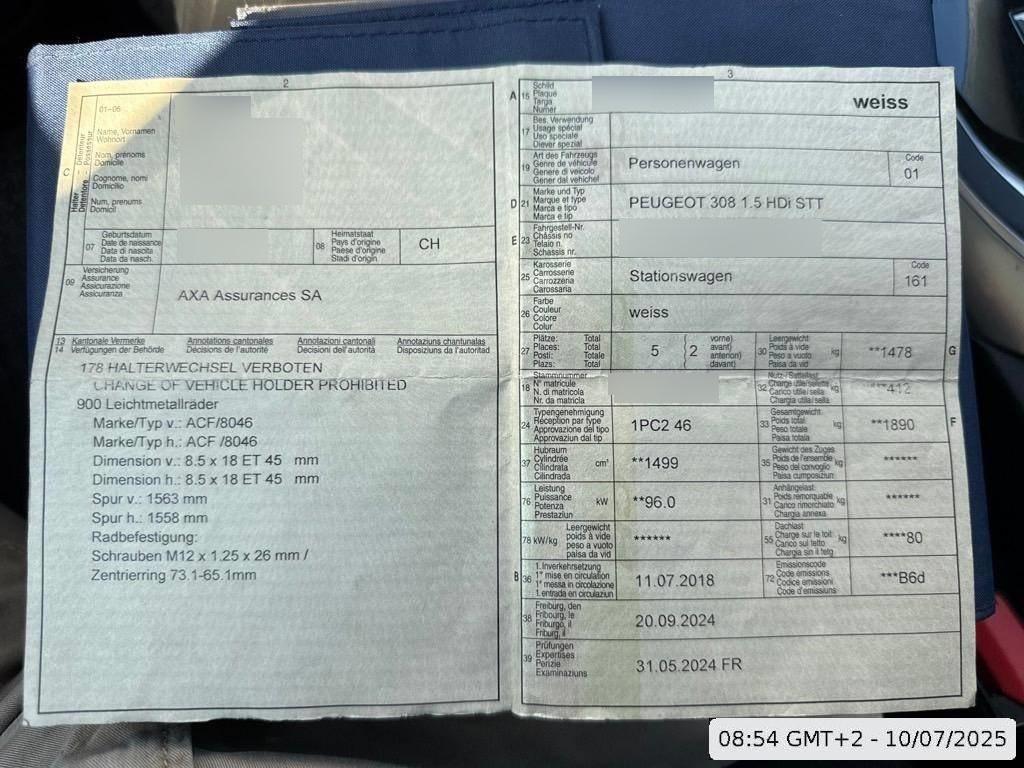 2
01-06
Name, Vornamen
Wohnort
Nom, prénoms
Domicile
Cognome, nomi
Domicilio
Num, prenums
Domicil
C
Halter - Détenteur
Detentore - Possessur
07
Geburtsdatum
Date de naissance
Data di nascita
Data da nasch.
08
Heimatstaat
Pays d'origine
Paese d'origine
Stadi d'origin
CH
09
Versicherung
Assurance
Assicurazione
Assicuranza
AXA Assurances SA
13 Kantonale Vermerke Annotations cantonales Annotazioni cantonali Annotaziuns chantunalas
14 Verfügungen der Behörde Décisions de l'autorité Decisioni dell'autorità Disposiziuns da l'autoritad
178 HALTERWECHSEL VERBOTEN
CHANGE OF VEHICLE HOLDER PROHIBITED
900 Leichtmetallräder
Marke/Typ v.: ACF/8046
Marke/Typ h.: ACF /8046
Dimension v.: 8.5 x 18 ET 45 mm
Dimension h.: 8.5 x 18 ET 45 mm
Spur v.: 1563 mm
Spur h.: 1558 mm
Radbefestigung:
Schrauben M12 x 1.25 x 26 mm /
Zentrierring 73.1-65.1mm
3
A 15
Schild
Plaque
Targa
Numer
weiss
17
Bes. Verwendung
Usage spécial
Uso speciale
Diever spezial
19
Art des Fahrzeugs
Genre de véhicule
Genere di veicolo
Gener dal vehichel
Personenwagen
Code
01
D 21
Marke und Typ
Marque et type
Marca e tipo
Marca e tip
PEUGEOT 308 1.5 HDi STT
E 23
Fahrgestell-Nr.
Châssis no
Telaio n.
Schassis nr.
25
Karosserie
Carrosserie
Carrozzeria
Carossaria
Stationswagen
Code
161
26
Farbe
Couleur
Colore
Colur
weiss
27
Plätze: Total
Places: Total
Posti: Totale
Plazs: Total
5
2
vorne)
avant)
anteriori)
davant)
30
Leergewicht
Poids à vide
Peso a vuoto
Paisa da vid
kg
**1478
G
18
Stammnummer
N° matricule
N. di matricola
Nr. da matricla
32
Nutz-/Sattellast
Charge utile/sellette
Carico utile/sella
Chargia utila/sella
kg
**412
24
Typengenehmigung
Réception par type
Approvazione del tipo
Approvaziun dal tip
1PC2 46
33
Gesamtgewicht
Poids total
Peso totale
Paisa totala
kg
**1890
F
37
Hubraum
Cylindrée
Cilindrata
Cilindrada
cm³
**1499
35
Gewicht des Zuges
Poids de l'ensemble
Peso del convoglio
Paisa cumposiziun
kg
******
76
Leistung
Puissance
Potenza
Prestaziun
kW
**96.0
31
Anhängelast
Poids remorquable
Carico rimorchiato
Chargia annexa
kg
******
78 kW/kg
Leergewicht
poids à vide
peso a vuoto
paisa da vid
******
55
Dachlast
Charge sur le toit
Carico sul tetto
Chargia sin il tetg
kg
****80
B 36
1. Inverkehrsetzung
1re mise en circulation
1a messa in circolazione
1. entrada en circulaziun
11.07.2018
72
Emissionscode
Code émissions
Codice emissioni
Code d'emissiuns
***B6d
38
Freiburg, den
Fribourg, le
Friburgo, il
Friburg, il
20.09.2024
39
Prüfungen
Expertises
Perizie
Examinaziuns
31.05.2024 FR
08:54 GMT+2 - 10/07/2025